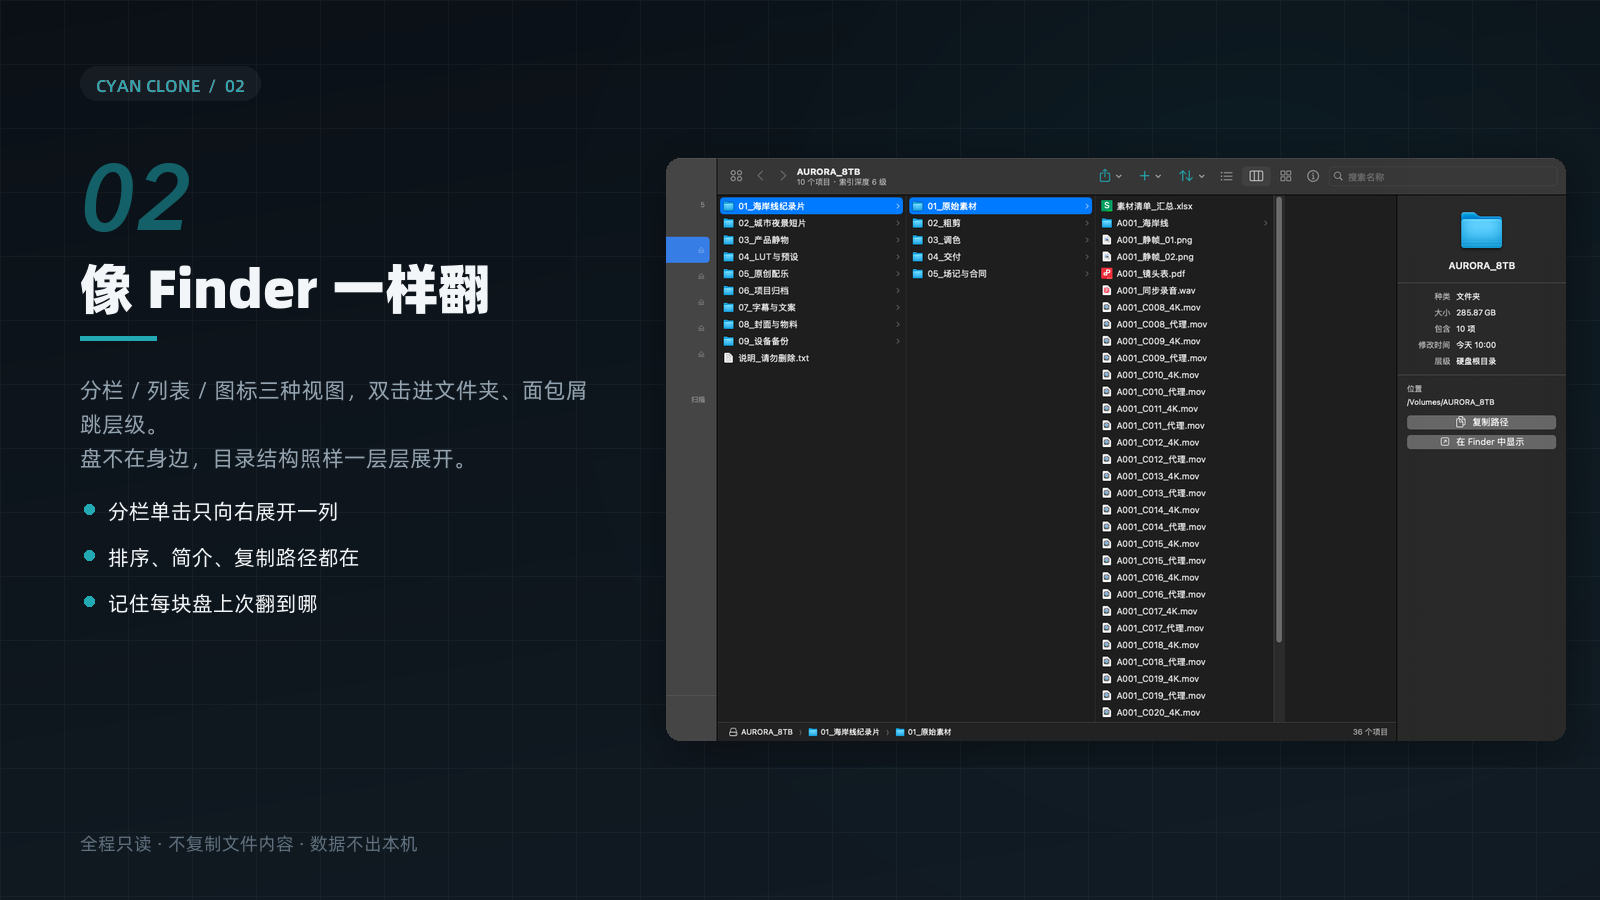 CYAN CLONE / 02
02
像 Finder 一样翻
分栏 / 列表 / 图标三种视图，双击进文件夹、面包屑
跳层级。
盘不在身边，目录结构照样一层层展开。
分栏单击只向右展开一列
排序、简介、复制路径都在
记住每块盘上次翻到哪
全程只读 · 不复制文件内容 · 数据不出本机
5
扫描
AURORA_8TB
10 个项目 · 索引深度 6 级
搜索名称
01_海岸线纪录片
02_城市夜景短片
03_产品静物
04_LUT与预设
05_原创配乐
06_项目归档
07_字幕与文案
08_封面与物料
09_设备备份
说明_请勿删除.txt
01_原始素材
02_粗剪
03_调色
04_交付
05_场记与合同
素材清单_汇总.xlsx
A001_海岸线
A001_静帧_01.png
A001_静帧_02.png
A001_镜头表.pdf
A001_同步录音.wav
A001_C008_4K.mov
A001_C008_代理.mov
A001_C009_4K.mov
A001_C009_代理.mov
A001_C010_4K.mov
A001_C010_代理.mov
A001_C011_4K.mov
A001_C011_代理.mov
A001_C012_4K.mov
A001_C012_代理.mov
A001_C013_4K.mov
A001_C013_代理.mov
A001_C014_4K.mov
A001_C014_代理.mov
A001_C015_4K.mov
A001_C015_代理.mov
A001_C016_4K.mov
A001_C016_代理.mov
A001_C017_4K.mov
A001_C017_代理.mov
A001_C018_4K.mov
A001_C018_代理.mov
A001_C019_4K.mov
A001_C019_代理.mov
A001_C020_4K.mov
AURORA_8TB
种类 文件夹
大小 285.87 GB
包含 10 项
修改时间 今天 10:00
层级 硬盘根目录
位置
/Volumes/AURORA_8TB
复制路径
在 Finder 中显示
AURORA_8TB › 01_海岸线纪录片 › 01_原始素材
36 个项目